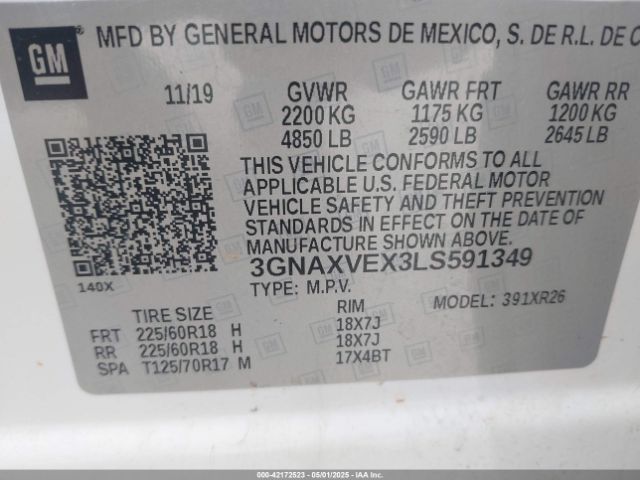 GM
MFD BY GENERAL MOTORS DE MEXICO, S. DE R.L. DE C
11/19 GVWR GAWR FRT GAWR RR
2200 KG 1175 KG 1200 KG
4850 LB 2590 LB 2645 LB
THIS VEHICLE CONFORMS TO ALL
APPLICABLE U.S. FEDERAL MOTOR
VEHICLE SAFETY AND THEFT PREVENTION
STANDARDS IN EFFECT ON THE DATE OF
MANUFACTURE SHOWN ABOVE.
140X 3GNAXVEX3LS591349
TYPE: M.P.V. MODEL: 391XR26
TIRE SIZE RIM
FRT 225/60R18 H 18X7J
RR 225/60R18 H 18X7J
SPA T125/70R17 M 17X4BT
000-42172523 - 05/01/2025 - IAABU